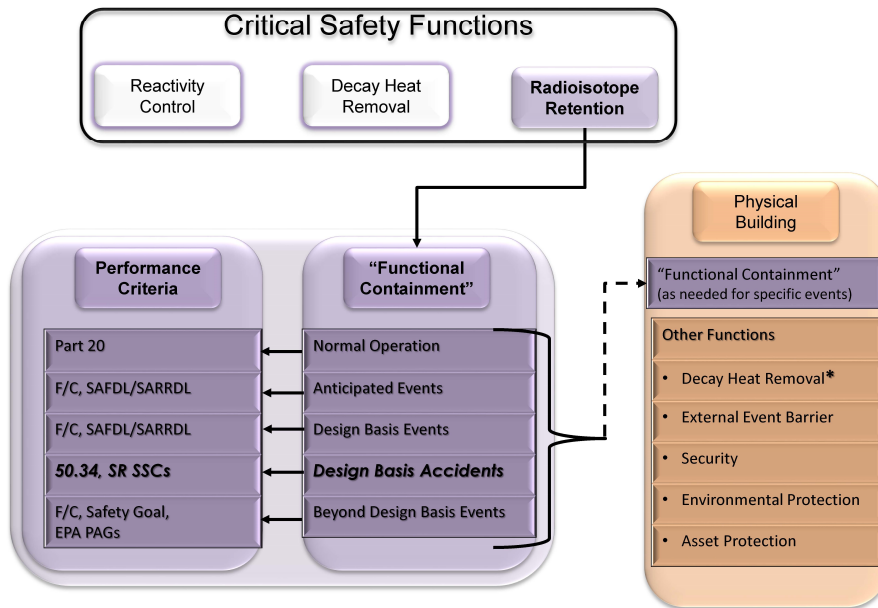 Critical Safety Functions
Reactivity
Control
Decay Heat
Removal
Radioisotope
Retention
Performance
Criteria
Part 20
F/C, SAFDL/SARRDL
F/C, SAFDL/SARRDL
50.34, SR SSCs
F/C, Safety Goal,
EPA PAGs
“Functional
Containment”
Normal Operation
Anticipated Events
Design Basis Events
Design Basis Accidents
Beyond Design Basis Events
Physical
Building
“Functional Containment”
(as needed for specific events)
Other Functions
• Decay Heat Removal*
• External Event Barrier
• Security
• Environmental Protection
• Asset Protection